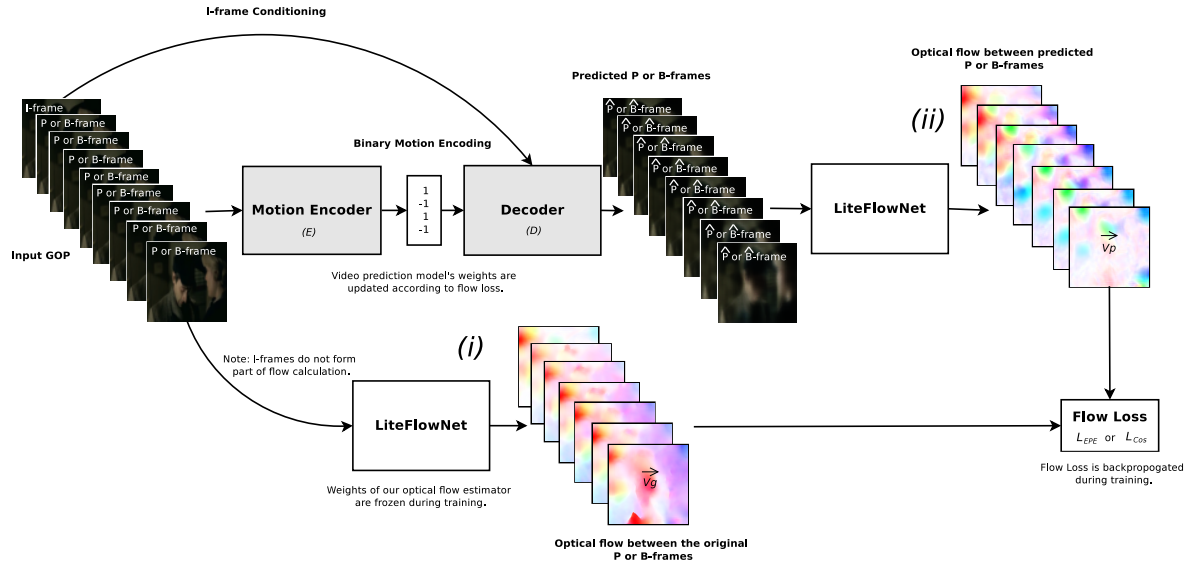 I-frame Conditioning
Optical flow between predicted
P or B-frames
Predicted P or B-frames
I-frame
P or B-frame
P or B-frame
P or B-frame
P or B-frame
P or B-frame
P or B-frame
P or B-frame
P or B-frame
Input GOP
Motion Encoder
(E)
Binary Motion Encoding
1
-1
1
-1
Decoder
(D)
Video prediction model's weights are
updated according to flow loss.
P̂ or B̂-frame
P̂ or B̂-frame
P̂ or B̂-frame
P̂ or B̂-frame
P̂ or B̂-frame
P̂ or B̂-frame
P̂ or B̂-frame
P̂ or B̂-frame
LiteFlowNet
(ii)
Vp
Note: I-frames do not form
part of flow calculation.
(i)
LiteFlowNet
Weights of our optical flow estimator
are frozen during training.
Vg
Optical flow between the original
P or B-frames
Flow Loss
L_EPE or L_Cos
Flow Loss is backpropogated
during training.